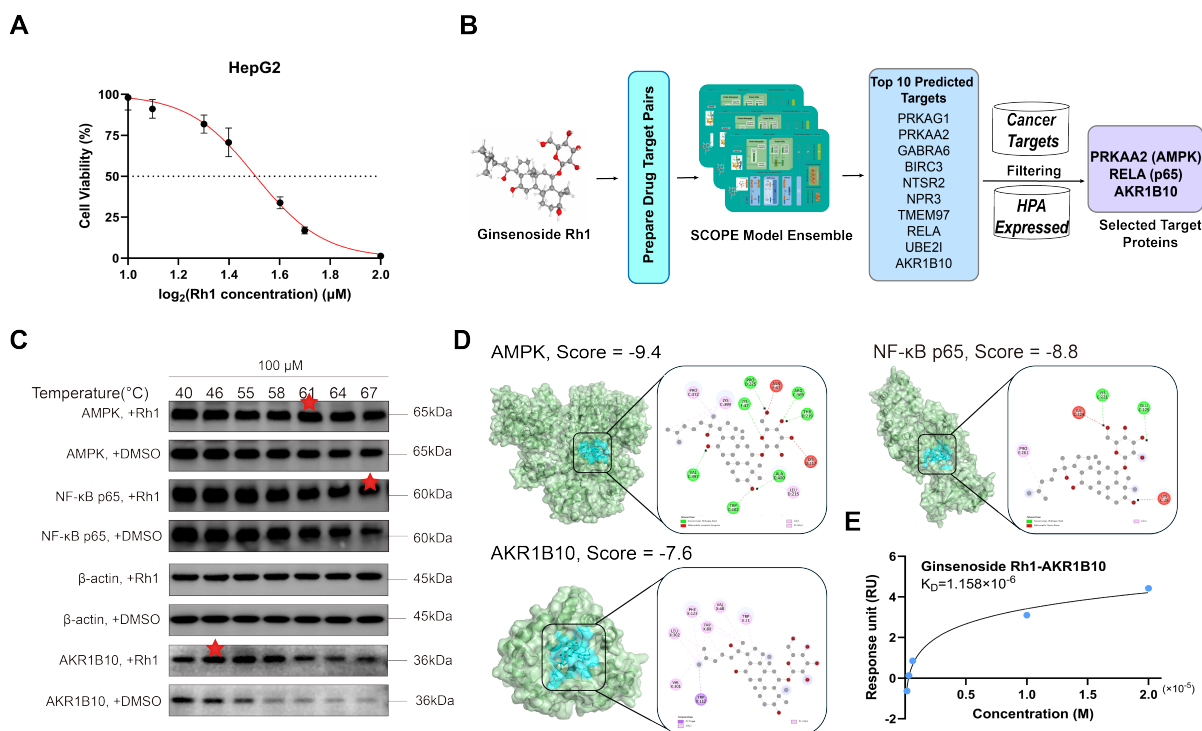 A
HepG2
Cell Viability (%)
100
75
50
25
0
1.0 1.2 1.4 1.6 1.8 2.0
log2(Rh1 concentration) (μM)
B
Ginsenoside Rh1
Prepare Drug Target Pairs
SCOPE Model Ensemble
Top 10 Predicted
Targets
PRKAG1
PRKAA2
GABRA6
BIRC3
NTSR2
NPR3
TMEM97
RELA
UBE2I
AKR1B10
Cancer
Targets
Filtering
HPA
Expressed
PRKAA2 (AMPK)
RELA (p65)
AKR1B10
Selected Target
Proteins
C
100 μM
Temperature(°C) 40 46 55 58 61 64 67
AMPK, +Rh1 65kDa
AMPK, +DMSO 65kDa
NF-κB p65, +Rh1 60kDa
NF-κB p65, +DMSO 60kDa
β-actin, +Rh1 45kDa
β-actin, +DMSO 45kDa
AKR1B10, +Rh1 36kDa
AKR1B10, +DMSO 36kDa
D
AMPK, Score = -9.4
NF-κB p65, Score = -8.8
AKR1B10, Score = -7.6
E
Ginsenoside Rh1-AKR1B10
KD=1.158×10-6
Response unit (RU)
6
4
2
0
-2
0.5 1.0 2.0 (×10-5)
Concentration (M)